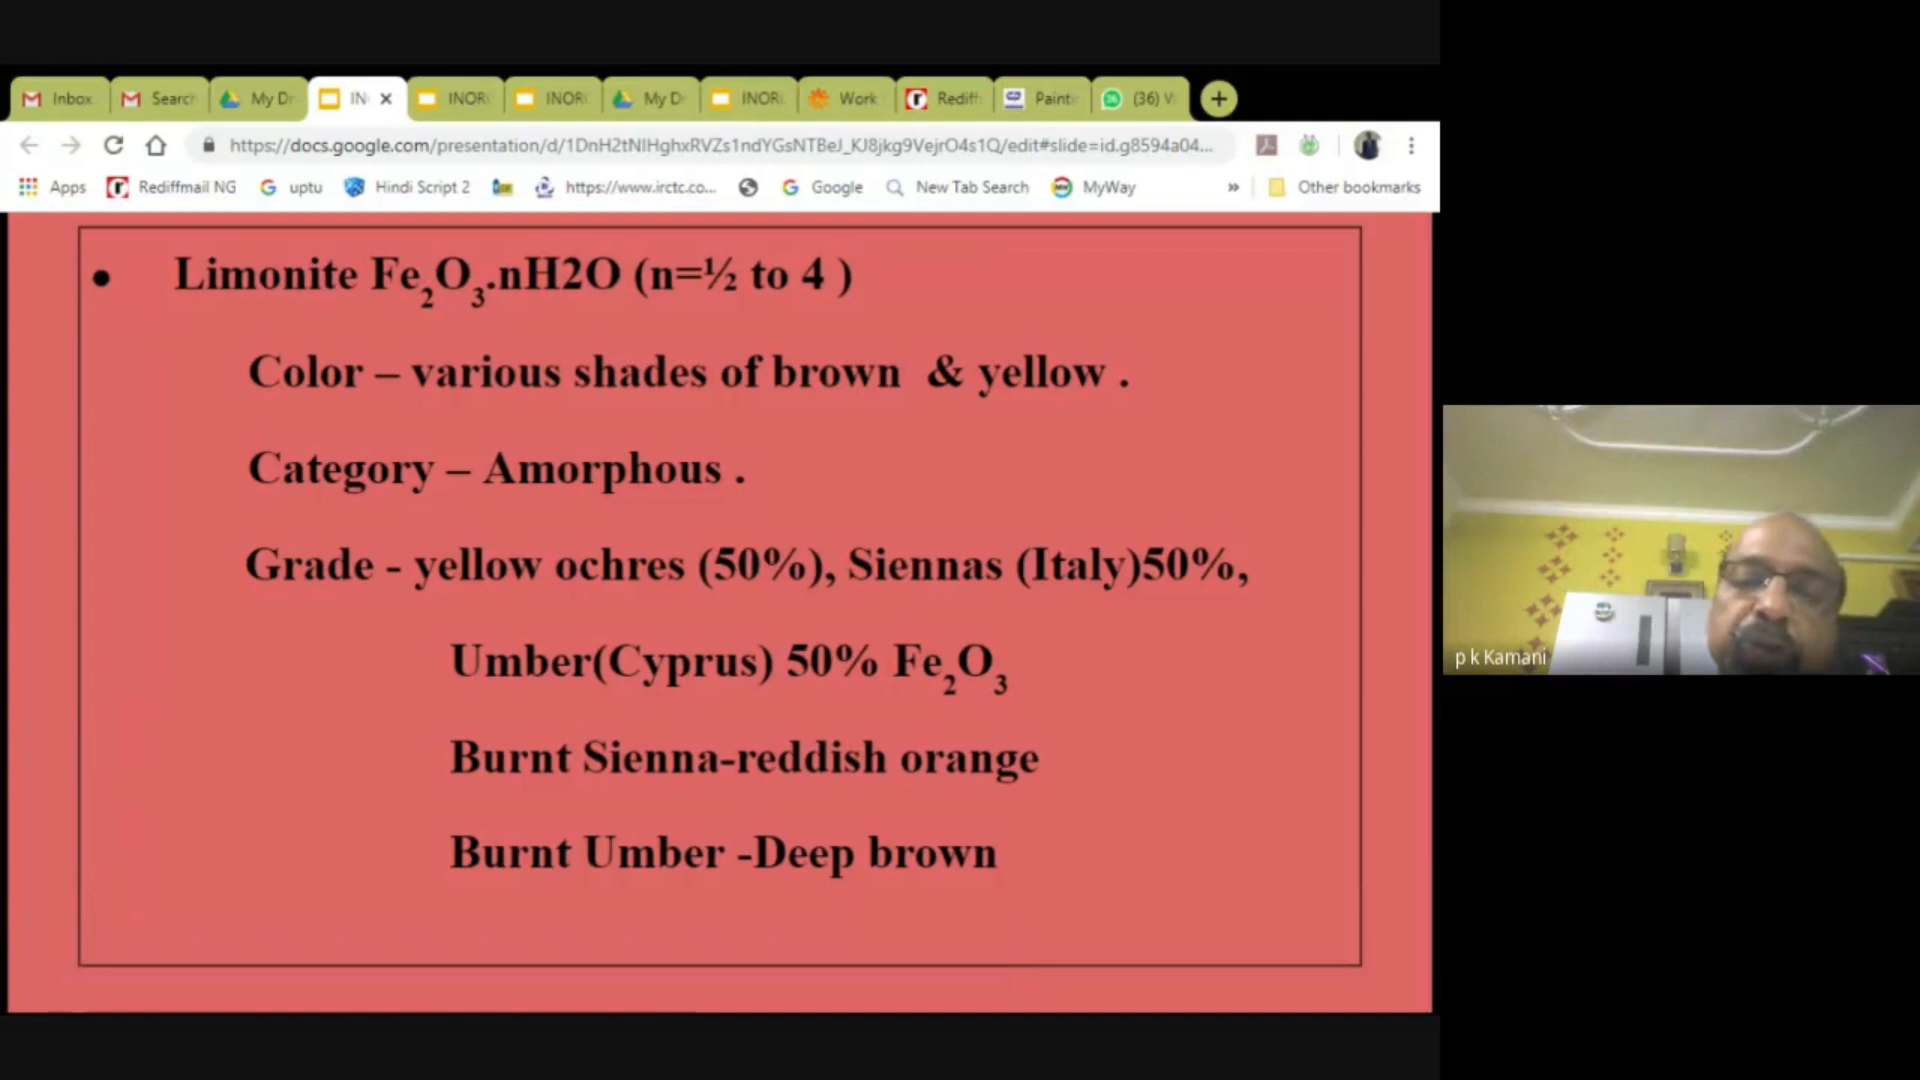 Inbox
Search
My Dr
IN
INOR
INOR
My Dr
INOR
Work
Rediff
Painti
(36) W
https://docs.google.com/presentation/d/1DnH2tNlHghxRVZs1ndYGsNTBeJ_KJ8jkg9VejrO4s1Q/edit#slide=id.g8594a04...
Apps
Rediffmail NG
uptu
Hindi Script 2
https://www.irctc.co...
Google
New Tab Search
MyWay
»
Other bookmarks
• Limonite Fe₂O₃.nH2O (n=½ to 4 )
Color – various shades of brown & yellow .
Category – Amorphous .
Grade - yellow ochres (50%), Siennas (Italy)50%,
Umber(Cyprus) 50% Fe₂O₃
Burnt Sienna-reddish orange
Burnt Umber -Deep brown
p k Kamani